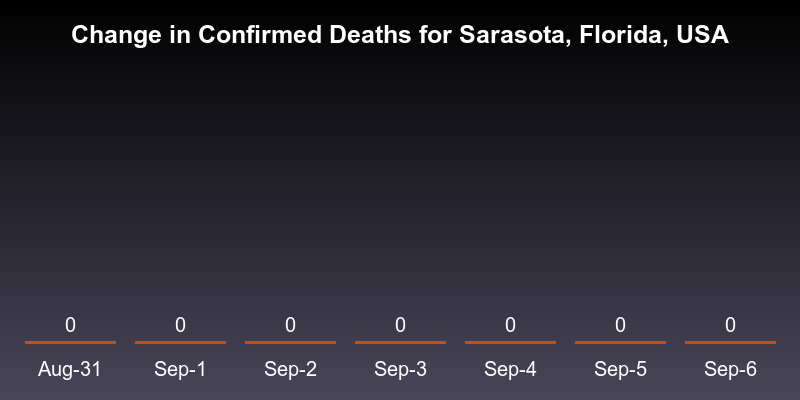 Change in Confirmed Deaths for Sarasota, Florida, USA
0 0 0 0 0 0 0
Aug-31 Sep-1 Sep-2 Sep-3 Sep-4 Sep-5 Sep-6